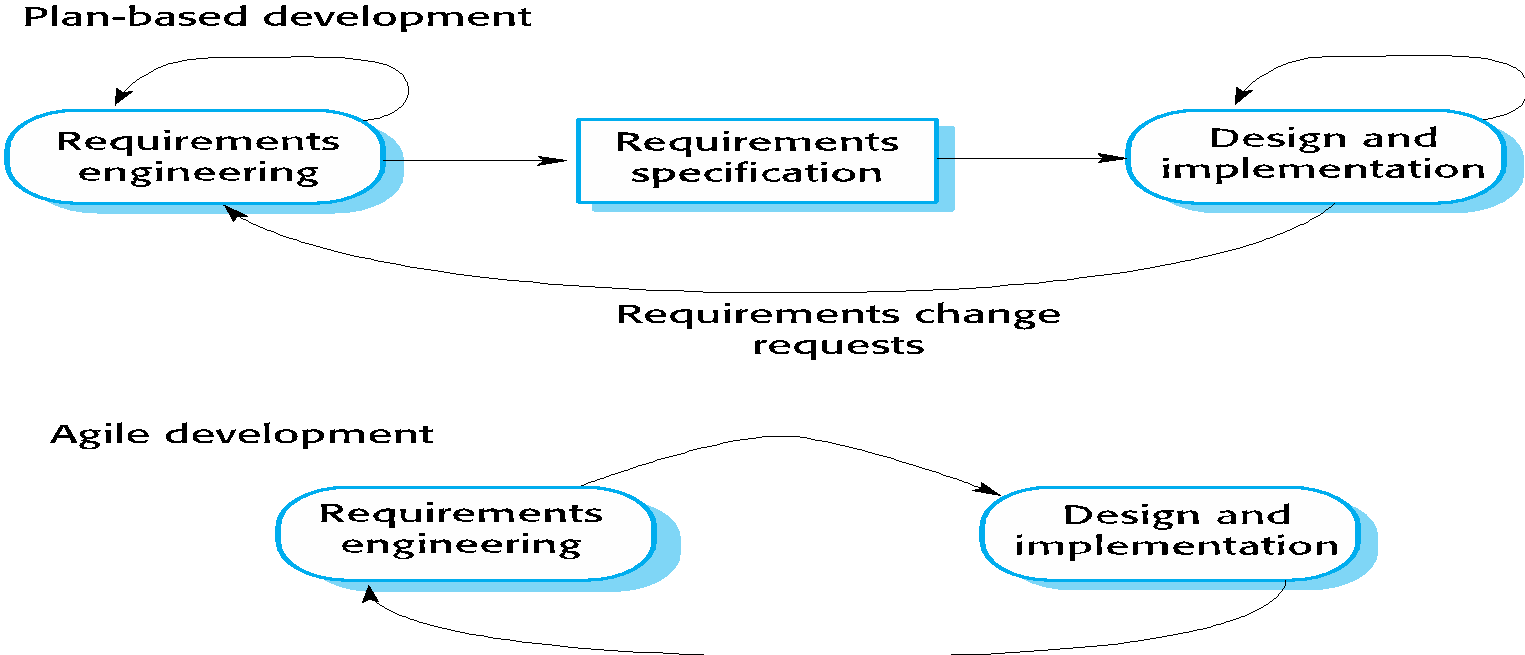 Plan-based development
Requirements
engineering
Requirements
specification
Design and
implementation
Requirements change
requests
Agile development
Requirements
engineering
Design and
implementation